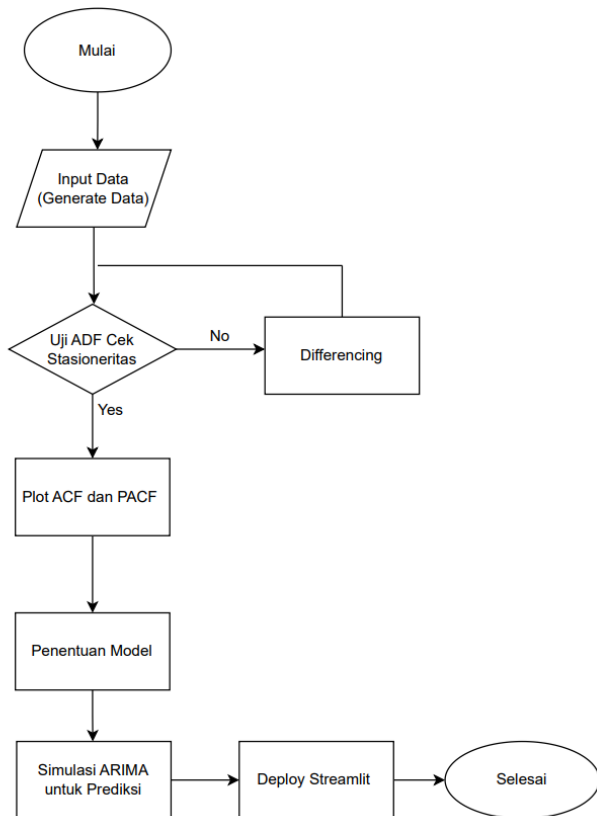 Mulai
Input Data
(Generate Data)
Uji ADF Cek
Stasioneritas
No
Differencing
Yes
Plot ACF dan PACF
Penentuan Model
Simulasi ARIMA
untuk Prediksi
Deploy Streamlit
Selesai